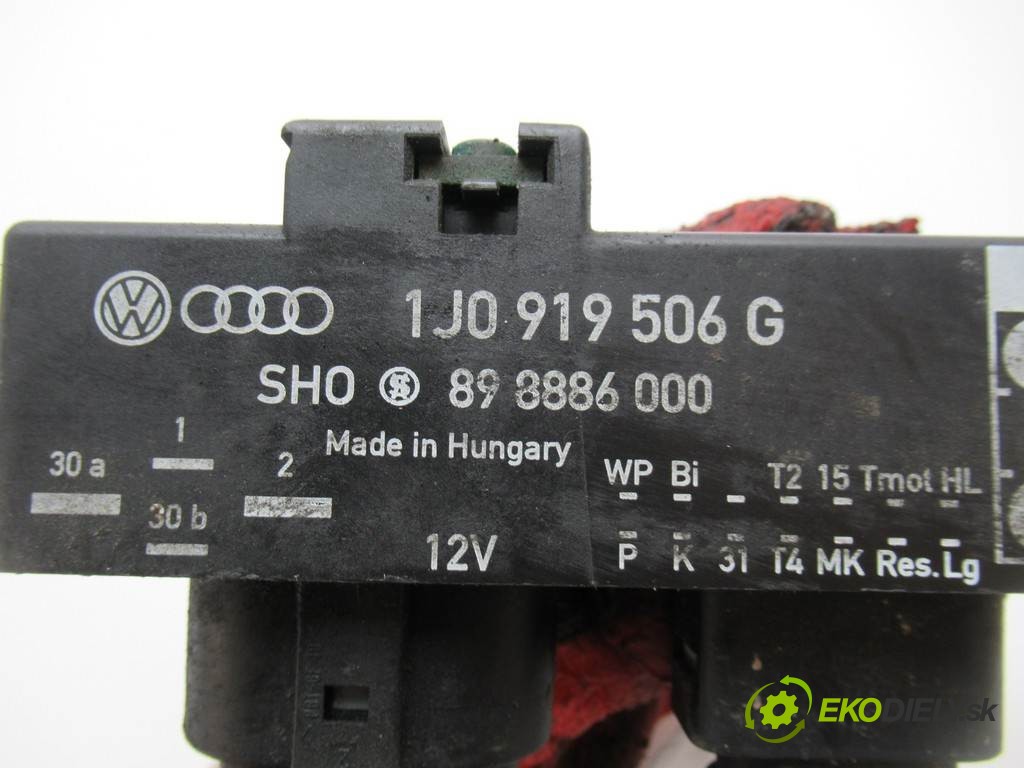 1J0 919 506 G
SHO 89 8886 000
Made in Hungary
30 a 1 2
30 b
12V
WP Bi T2 15 Tmot HL
P K 31 T4 MK Res. Lg
EKODIELY.sk